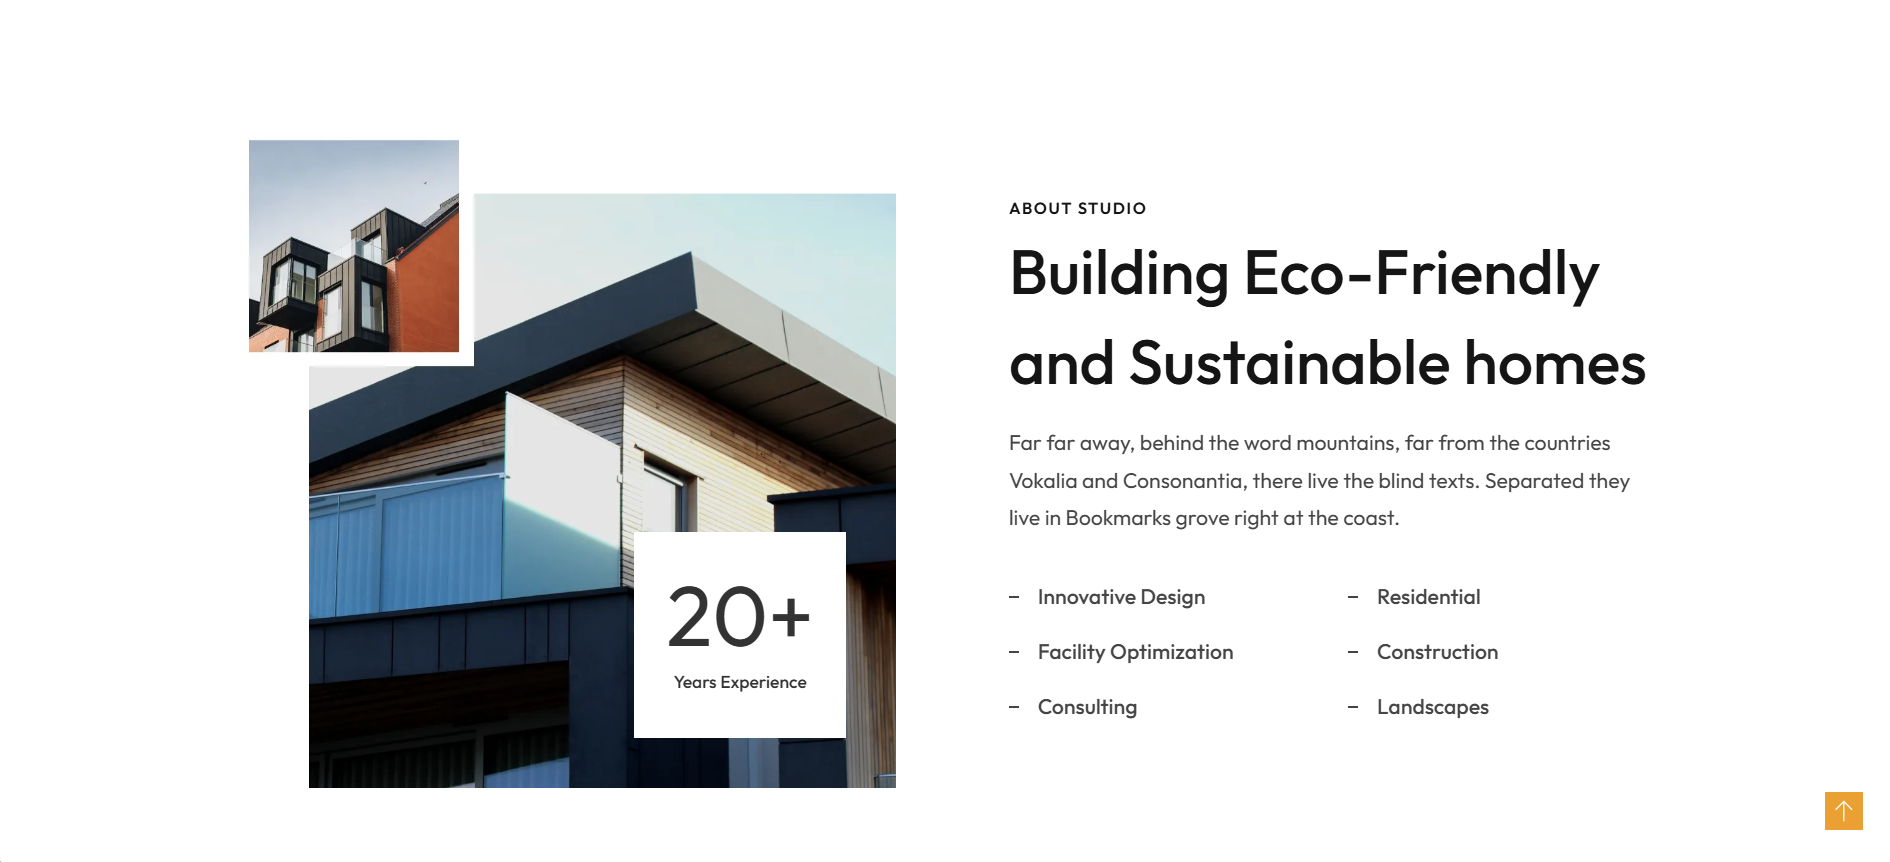 ABOUT STUDIO
Building Eco-Friendly
and Sustainable homes
Far far away, behind the word mountains, far from the countries
Vokalia and Consonantia, there live the blind texts. Separated they
live in Bookmarks grove right at the coast.
– Innovative Design
– Residential
– Facility Optimization
– Construction
– Consulting
– Landscapes
20+
Years Experience